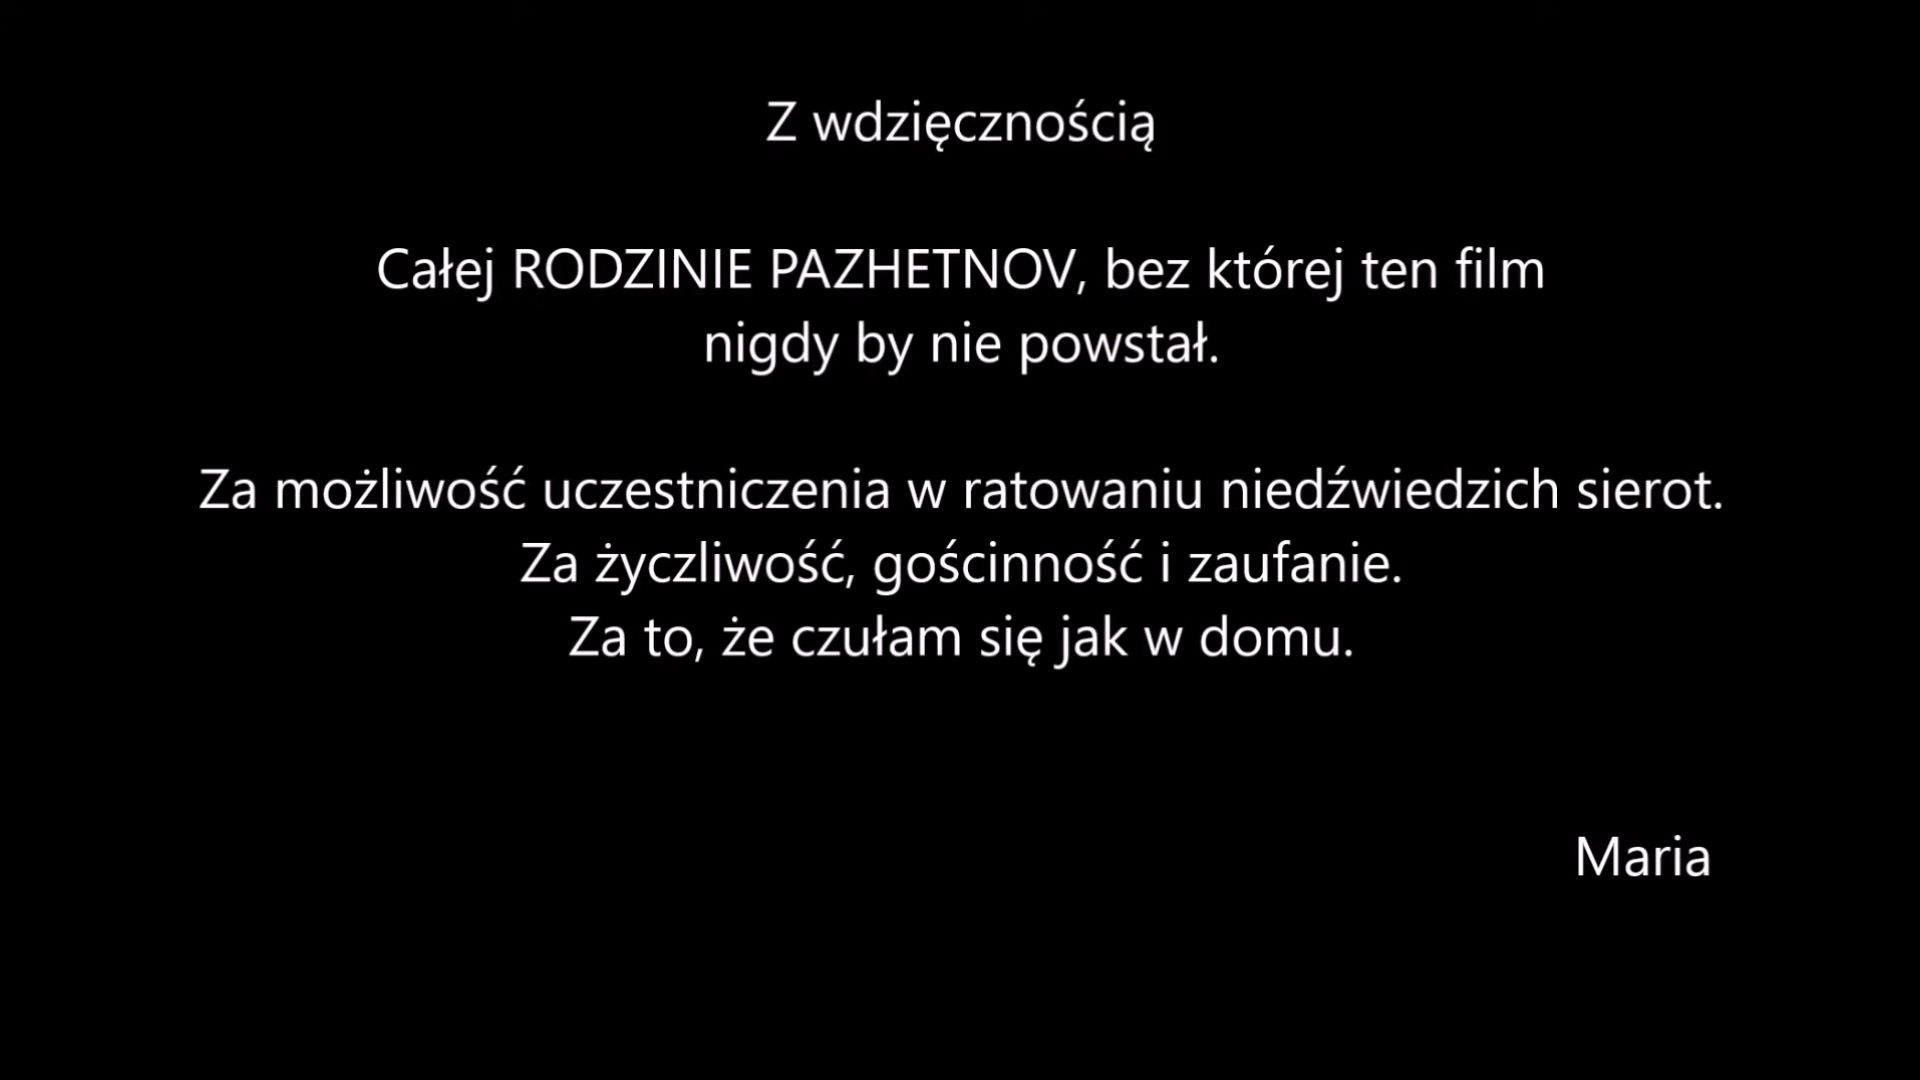 Z wdzięcznością
Całej RODZINIE PAZHETNOV, bez której ten film
nigdy by nie powstał.
Za możliwość uczestniczenia w ratowaniu niedźwiedzich sierot.
Za życzliwość, gościnność i zaufanie.
Za to, że czułam się jak w domu.
Maria